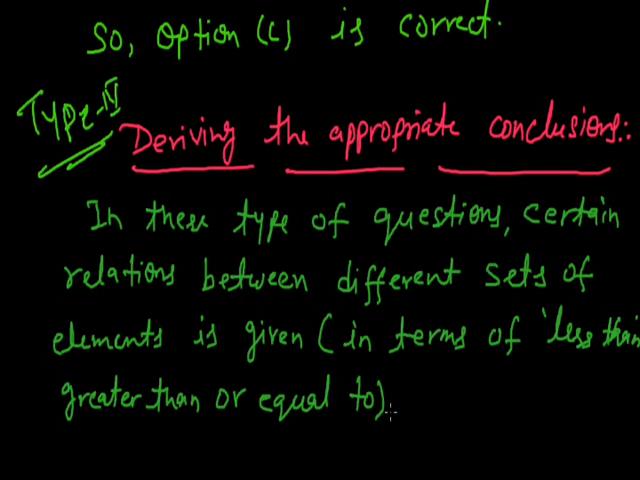 So, option (c) is correct.
Type-IV
Deriving the appropriate conclusions:.
In these type of questions, certain
relations between different sets of
elements is given (in terms of 'less than
greater than or equal to)